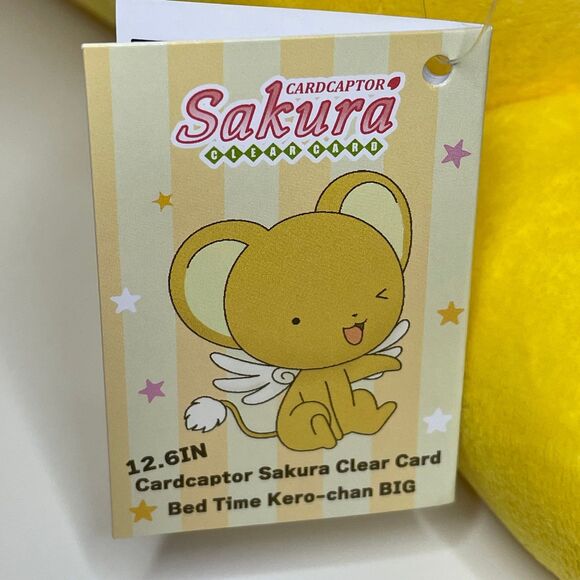 CARDCAPTOR
Sakura
CLEAR CARD
12.6IN
Cardcaptor Sakura Clear Card
Bed Time Kero-chan BIG